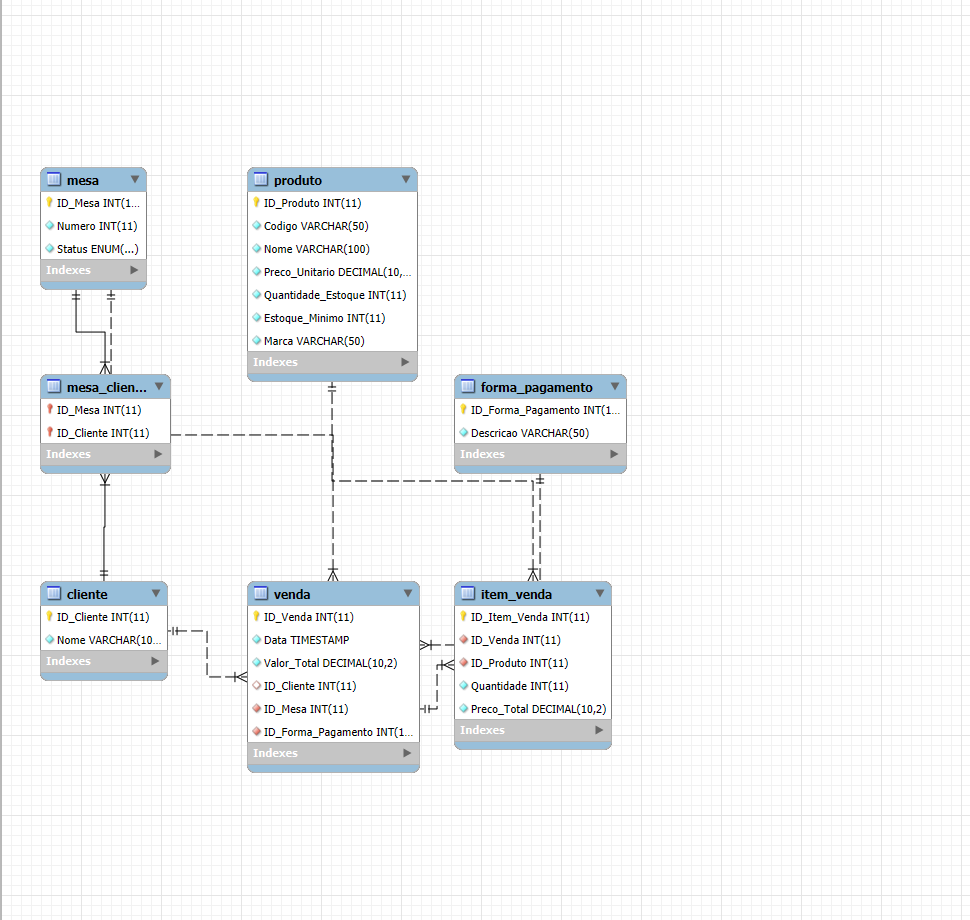 mesa
ID_Mesa INT(1...
Numero INT(11)
Status ENUM(...)
Indexes
produto
ID_Produto INT(11)
Codigo VARCHAR(50)
Nome VARCHAR(100)
Preco_Unitario DECIMAL(10,...
Quantidade_Estoque INT(11)
Estoque_Minimo INT(11)
Marca VARCHAR(50)
Indexes
mesa_clien...
ID_Mesa INT(11)
ID_Cliente INT(11)
Indexes
forma_pagamento
ID_Forma_Pagamento INT(1...
Descricao VARCHAR(50)
Indexes
cliente
ID_Cliente INT(11)
Nome VARCHAR(10...
Indexes
venda
ID_Venda INT(11)
Data TIMESTAMP
Valor_Total DECIMAL(10,2)
ID_Cliente INT(11)
ID_Mesa INT(11)
ID_Forma_Pagamento INT(1...
Indexes
item_venda
ID_Item_Venda INT(11)
ID_Venda INT(11)
ID_Produto INT(11)
Quantidade INT(11)
Preco_Total DECIMAL(10,2)
Indexes